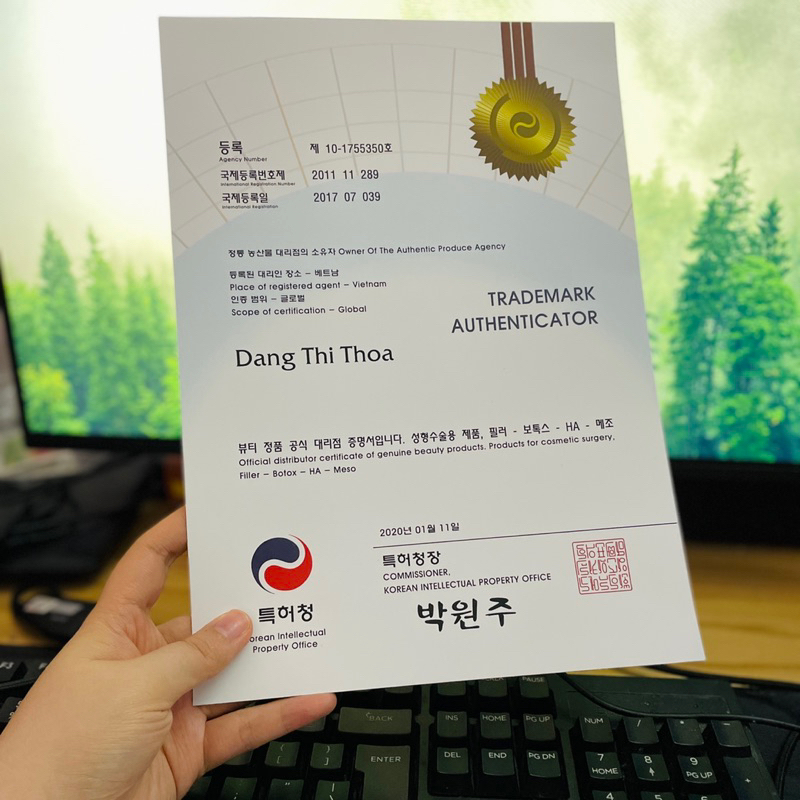 등록 제 10-1755350호
Agency Number
국제등록번호제 2011 11 289
International Registration Number
국제등록일 2017 07 039
International Registration
정통 농산물 대리점의 소유자 Owner Of The Authentic Produce Agency
등록된 대리인 장소 – 베트남
Place of registered agent – Vietnam
인증 범위 – 글로벌
Scope of certification – Global
TRADEMARK
AUTHENTICATOR
Dang Thi Thoa
뷰티 정품 공식 대리점 증명서입니다. 성형수술용 제품, 필러 - 보톡스 - HA - 메조
Official distributor certificate of genuine beauty products. Products for cosmetic surgery,
Filler – Botox – HA – Meso
2020년 01월 11일
특허청장
COMMISSIONER,
KOREAN INTELLECTUAL PROPERTY OFFICE
박원주
특허청
orean Intellectual
Property Office
F3
BACK
INS HOME PG UP
NUM / *
ENTER
DEL END PG DN
7 8 9
HOME PG UP
4 5 6